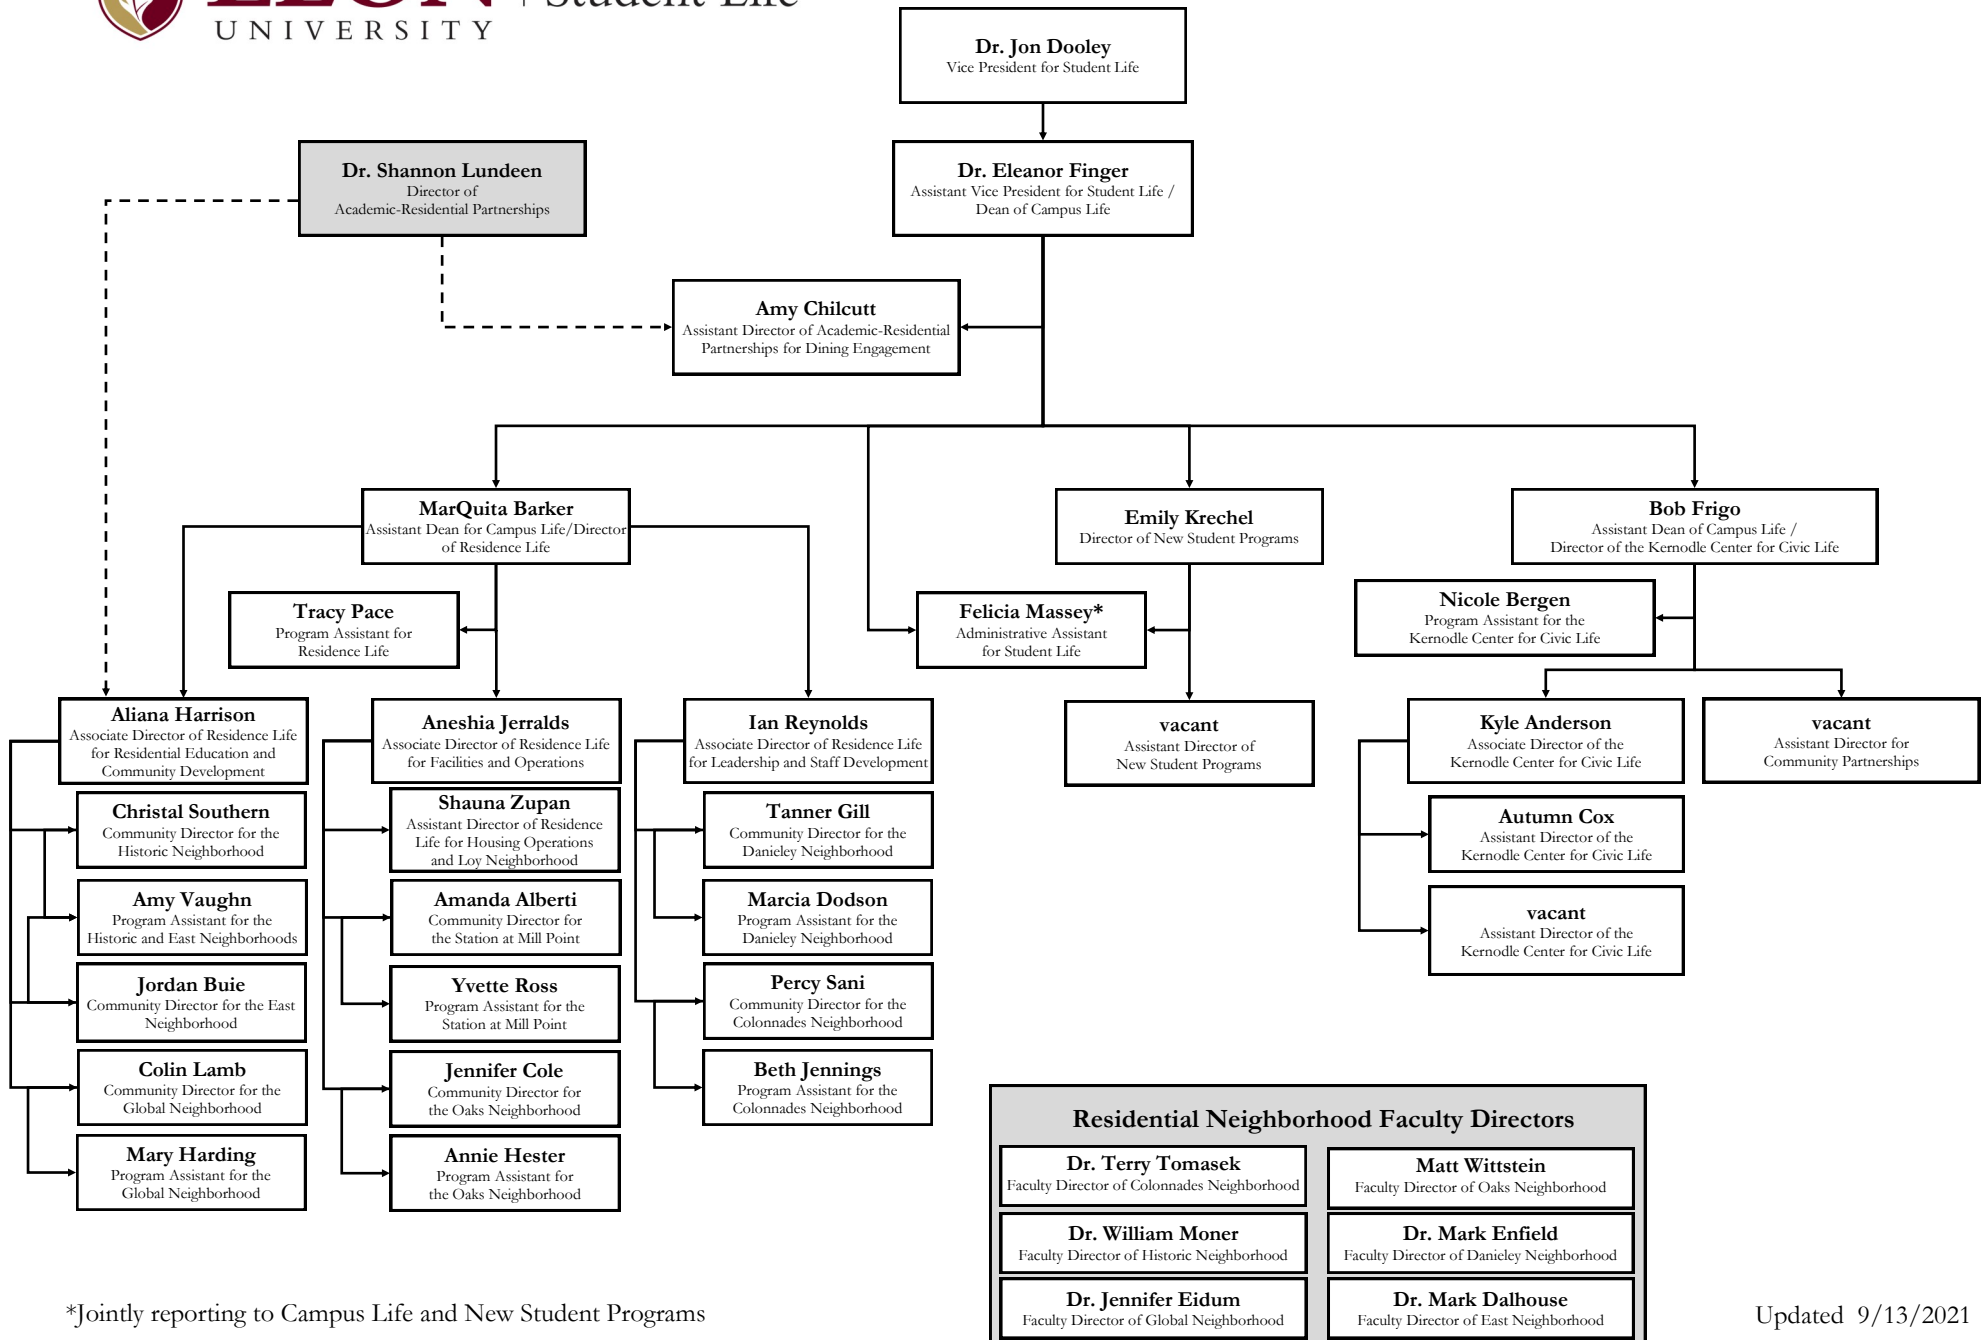 UNIVERSITY
Student Life
Dr. Jon Dooley
Vice President for Student Life
Dr. Shannon Lundeen
Director of
Academic-Residential Partnerships
Dr. Eleanor Finger
Assistant Vice President for Student Life /
Dean of Campus Life
Amy Chilcutt
Assistant Director of Academic-Residential
Partnerships for Dining Engagement
MarQuita Barker
Assistant Dean for Campus Life/Director
of Residence Life
Emily Krechel
Director of New Student Programs
Bob Frigo
Assistant Dean of Campus Life /
Director of the Kernodle Center for Civic Life
Tracy Pace
Program Assistant for
Residence Life
Felicia Massey*
Administrative Assistant
for Student Life
Nicole Bergen
Program Assistant for the
Kernodle Center for Civic Life
Aliana Harrison
Associate Director of Residence Life
for Residential Education and
Community Development
Christal Southern
Community Director for the
Historic Neighborhood
Amy Vaughn
Program Assistant for the
Historic and East Neighborhoods
Jordan Buie
Community Director for the East
Neighborhood
Colin Lamb
Community Director for the
Global Neighborhood
Mary Harding
Program Assistant for the
Global Neighborhood
Aneshia Jerralds
Associate Director of Residence Life
for Facilities and Operations
Shauna Zupan
Assistant Director of Residence
Life for Housing Operations
and Loy Neighborhood
Amanda Alberti
Community Director for
the Station at Mill Point
Yvette Ross
Program Assistant for the
Station at Mill Point
Jennifer Cole
Community Director for
the Oaks Neighborhood
Annie Hester
Program Assistant for
the Oaks Neighborhood
Ian Reynolds
Associate Director of Residence Life
for Leadership and Staff Development
Tanner Gill
Community Director for the
Danieley Neighborhood
Marcia Dodson
Program Assistant for the
Danieley Neighborhood
Percy Sani
Community Director for the
Colonnades Neighborhood
Beth Jennings
Program Assistant for the
Colonnades Neighborhood
vacant
Assistant Director of
New Student Programs
Kyle Anderson
Associate Director of the
Kernodle Center for Civic Life
vacant
Assistant Director for
Community Partnerships
Autumn Cox
Assistant Director of the
Kernodle Center for Civic Life
vacant
Assistant Director of the
Kernodle Center for Civic Life
Residential Neighborhood Faculty Directors
Dr. Terry Tomasek
Faculty Director of Colonnades Neighborhood
Matt Wittstein
Faculty Director of Oaks Neighborhood
Dr. William Moner
Faculty Director of Historic Neighborhood
Dr. Mark Enfield
Faculty Director of Danieley Neighborhood
Dr. Jennifer Eidum
Faculty Director of Global Neighborhood
Dr. Mark Dalhouse
Faculty Director of East Neighborhood
*Jointly reporting to Campus Life and New Student Programs
Updated 9/13/2021